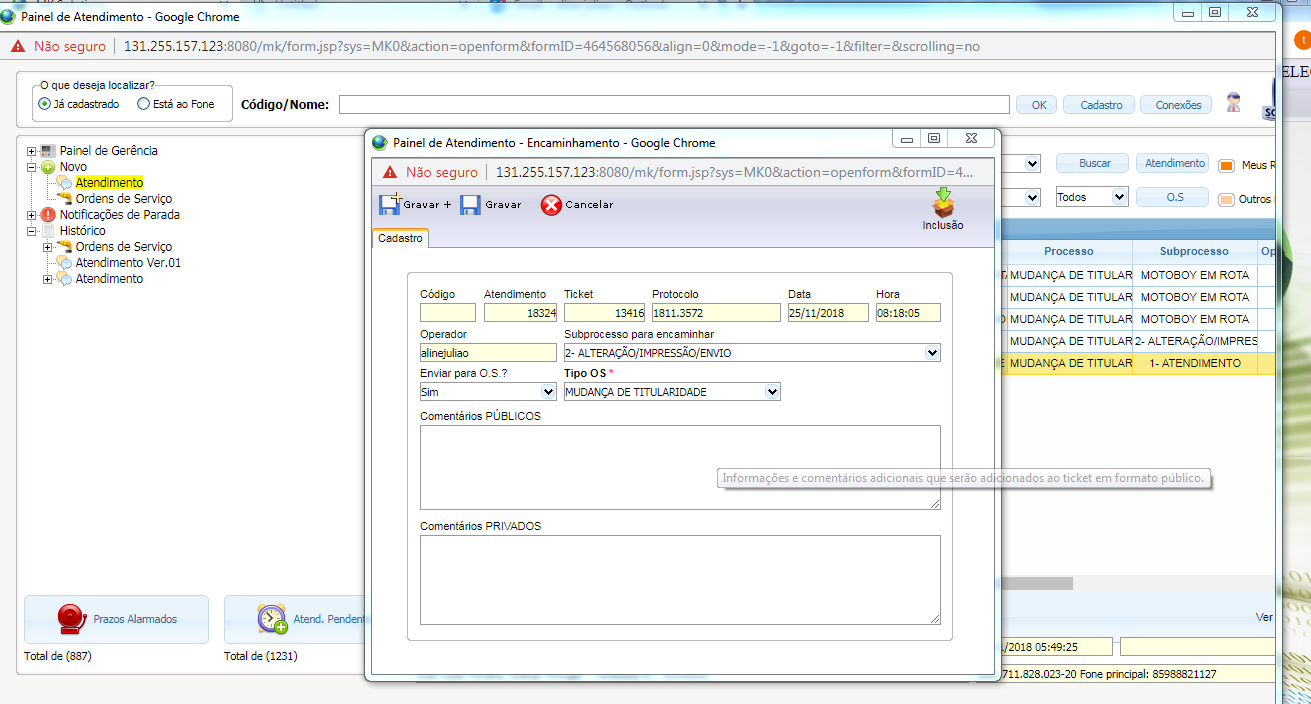 Painel de Atendimento - Google Chrome
Não seguro 131.255.157.123:8080/mk/form.jsp?sys=MK0&action=openform&formID=464568056&align=0&mode=-1&goto=-1&filter=&scrolling=no
O que deseja localizar?
Já cadastrado Está ao Fone
Código/Nome:
OK Cadastro Conexões
Painel de Gerência
Novo
Atendimento
Ordens de Serviço
Notificações de Parada
Histórico
Ordens de Serviço
Atendimento Ver.01
Atendimento
Prazos Alarmados
Total de (887)
Atend. Pendent
Total de (1231)
Painel de Atendimento - Encaminhamento - Google Chrome
Não seguro 131.255.157.123:8080/mk/form.jsp?sys=MK0&action=openform&formID=4...
Gravar + Gravar Cancelar
Inclusão
Cadastro
Código Atendimento Ticket Protocolo Data Hora
18324 13416 1811.3572 25/11/2018 08:18:05
Operador Subprocesso para encaminhar
alinejuliao 2- ALTERAÇÃO/IMPRESSÃO/ENVIO
Enviar para O.S.? Tipo OS *
Sim MUDANÇA DE TITULARIDADE
Comentários PÚBLICOS
Informações e comentários adicionais que serão adicionados ao ticket em formato público.
Comentários PRIVADOS
Buscar Atendimento Meus R
Todos O.S Outros
Processo Subprocesso Op
MUDANÇA DE TITULAR MOTOBOY EM ROTA
MUDANÇA DE TITULAR MOTOBOY EM ROTA
MUDANÇA DE TITULAR MOTOBOY EM ROTA
MUDANÇA DE TITULAR 2- ALTERAÇÃO/IMPRES
MUDANÇA DE TITULAR 1- ATENDIMENTO
Ver
/2018 05:49:25
711.828.023-20 Fone principal: 85988821127